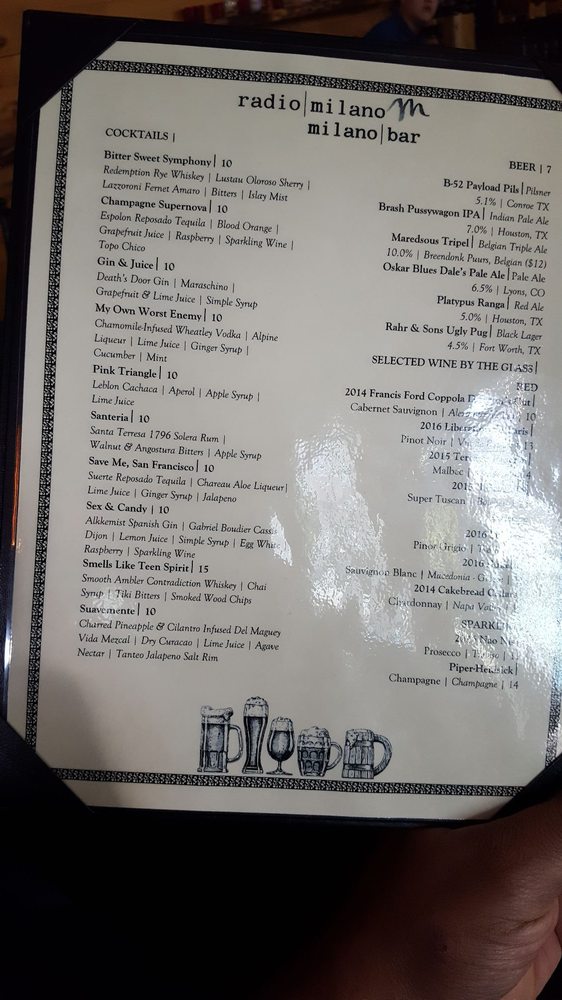 radio|milano m
milano|bar
COCKTAILS |
Bitter Sweet Symphony| 10
Redemption Rye Whiskey | Lustau Oloroso Sherry |
Lazzoroni Fernet Amaro | Bitters | Islay Mist
Champagne Supernova| 10
Espolon Reposado Tequila | Blood Orange |
Grapefruit Juice | Raspberry | Sparkling Wine |
Topo Chico
Gin & Juice| 10
Death's Door Gin | Maraschino |
Grapefruit & Lime Juice | Simple Syrup
My Own Worst Enemy| 10
Chamomile-Infused Wheatley Vodka | Alpine
Liqueur | Lime Juice | Ginger Syrup |
Cucumber | Mint
Pink Triangle| 10
Leblon Cachaca | Aperol | Apple Syrup |
Lime Juice
Santeria| 10
Santa Terresa 1796 Solera Rum |
Walnut & Angostura Bitters | Apple Syrup
Save Me, San Francisco| 10
Suerte Reposado Tequila | Chareau Aloe Liqueur|
Lime Juice | Ginger Syrup | Jalapeno
Sex & Candy | 10
Alkkemist Spanish Gin | Gabriel Boudier Cassis
Dijon | Lemon Juice | Simple Syrup | Egg White
Raspberry | Sparkling Wine
Smells Like Teen Spirit| 15
Smooth Ambler Contradiction Whiskey | Chai
Syrup | Tiki Bitters | Smoked Wood Chips
Suavemente| 10
Charred Pineapple & Cilantro Infused Del Maguey
Vida Mezcal | Dry Curacao | Lime Juice | Agave
Nectar | Tanteo Jalapeno Salt Rim
BEER | 7
B-52 Payload Pils| Pilsner
5.1% | Conroe TX
Brash Pussywagon IPA| Indian Pale Ale
7.0% | Houston, TX
Maredsous Tripel| Belgian Triple Ale
10.0% | Breendonk Puurs, Belgian ($12)
Oskar Blues Dale's Pale Ale| Pale Ale
6.5% | Lyons, CO
Platypus Ranga| Red Ale
5.0% | Houston, TX
Rahr & Sons Ugly Pug| Black Lager
4.5% | Fort Worth, TX
SELECTED WINE BY THE GLASS|
RED
2014 Francis Ford Coppola
Cabernet Sauvignon | 10
2016
Pinot Noir | 13
2015
Malbec |
Super Tuscan |
2016
Pinot Grigio |
2016
Sauvignon Blanc | Macedonia -
2014 Cakebread Cellars
Chardonnay | Napa
SPARKLING
Prosecco |
Piper-Heidsick|
Champagne | Champagne | 14